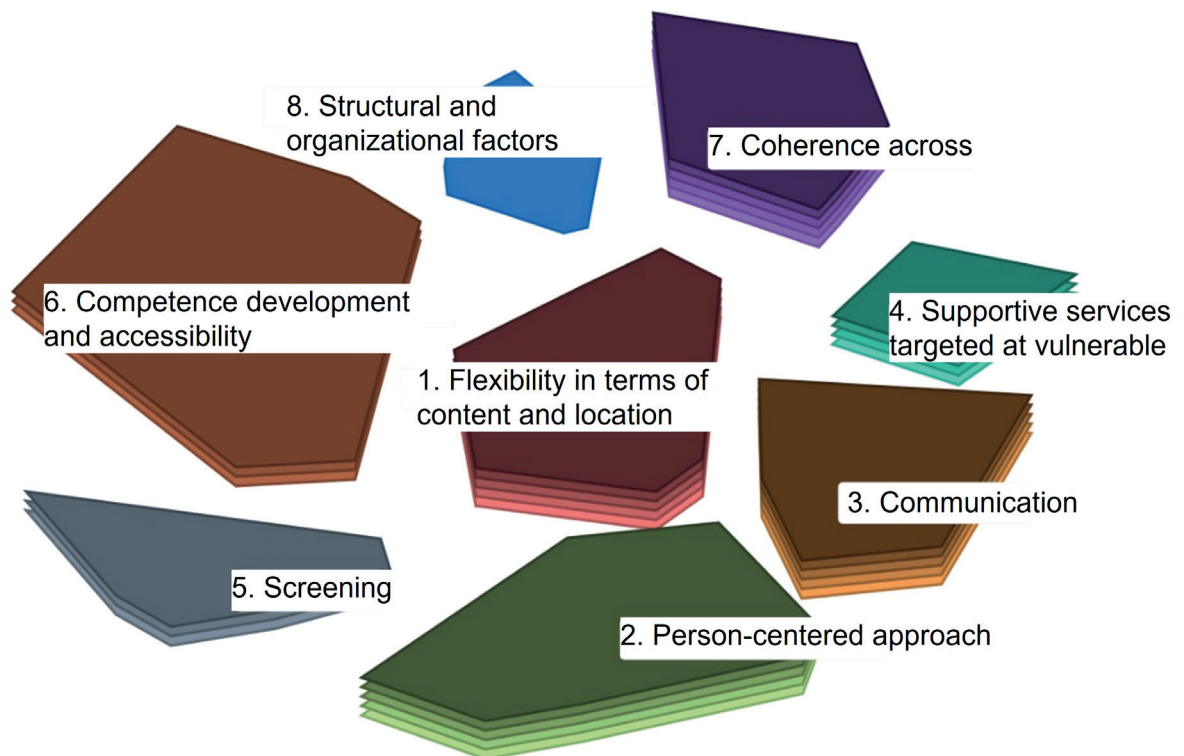 8. Structural and
organizational factors
7. Coherence across
6. Competence development
and accessibility
4. Supportive services
targeted at vulnerable
1. Flexibility in terms of
content and location
3. Communication
5. Screening
2. Person-centered approach